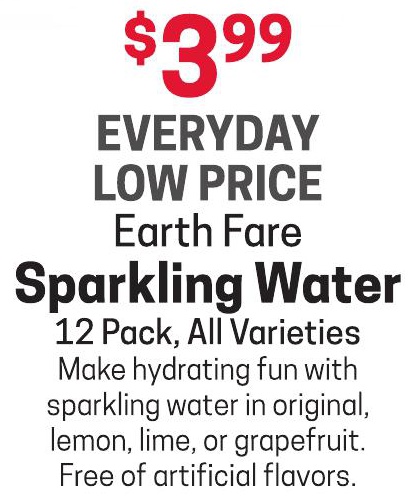 $3.99
EVERYDAY
LOW PRICE
Earth Fare
Sparkling Water
12 Pack, All Varieties
Make hydrating fun with
sparkling water in original,
lemon, lime, or grapefruit.
Free of artificial flavors.